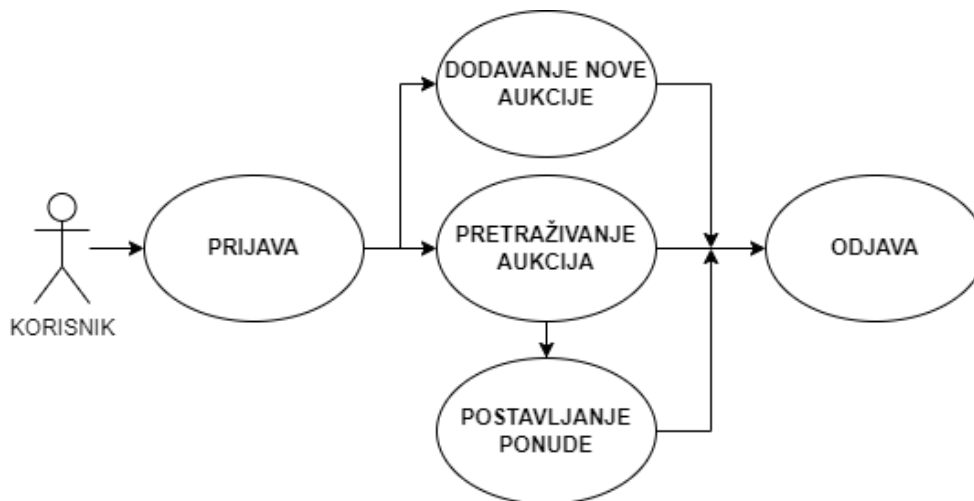 DODAVANJE NOVE
AUKCIJE
PRIJAVA
PRETRAŽIVANJE
AUKCIJA
ODJAVA
KORISNIK
POSTAVLJANJE
PONUDE